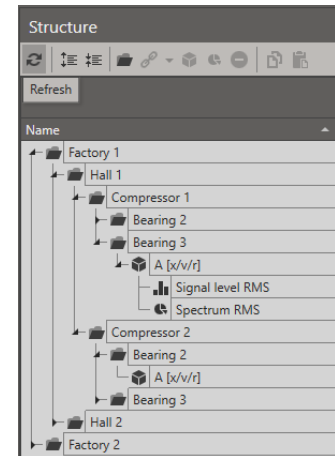 Structure
Refresh
Name
Factory 1
Hall 1
Compressor 1
Bearing 2
Bearing 3
A [x/v/r]
Signal level RMS
Spectrum RMS
Compressor 2
Bearing 2
A [x/v/r]
Bearing 3
Hall 2
Factory 2